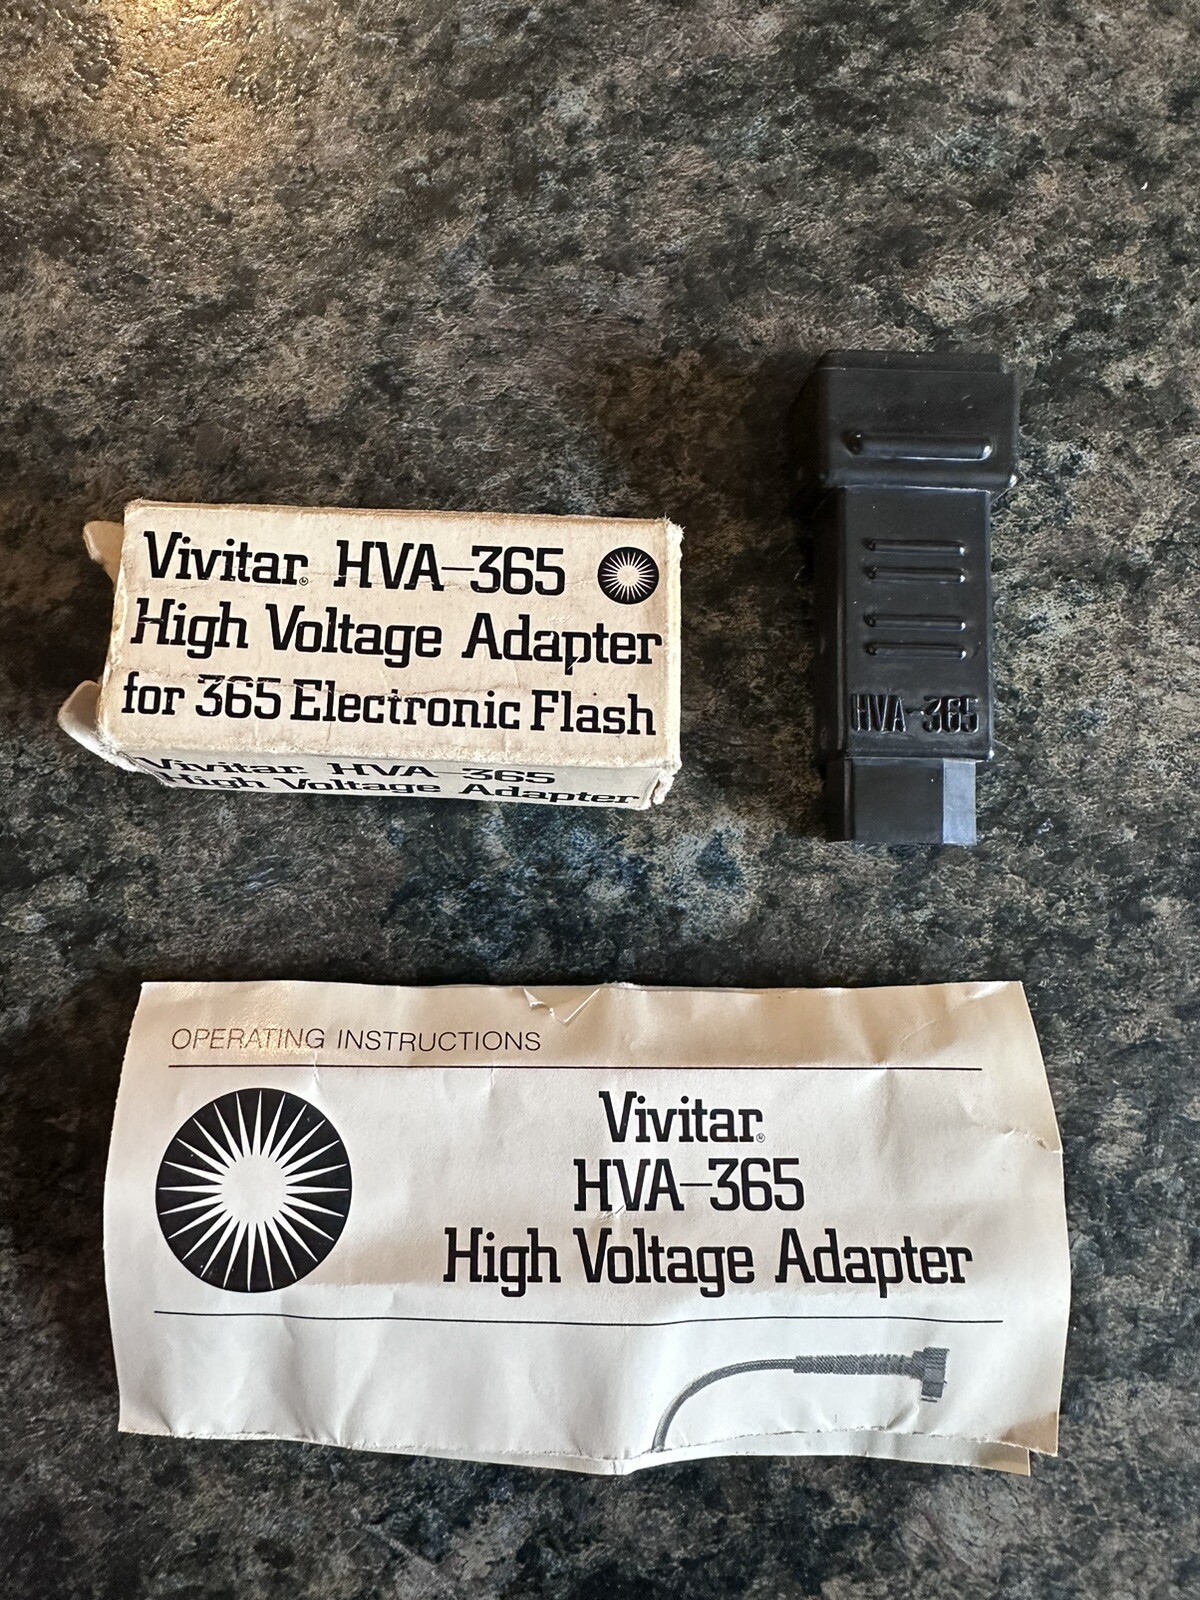 Vivitar® HVA-365
High Voltage Adapter
for 365 Electronic Flash
Vivitar HVA-365
High Voltage Adapter
HVA-365
OPERATING INSTRUCTIONS
Vivitar®
HVA-365
High Voltage Adapter